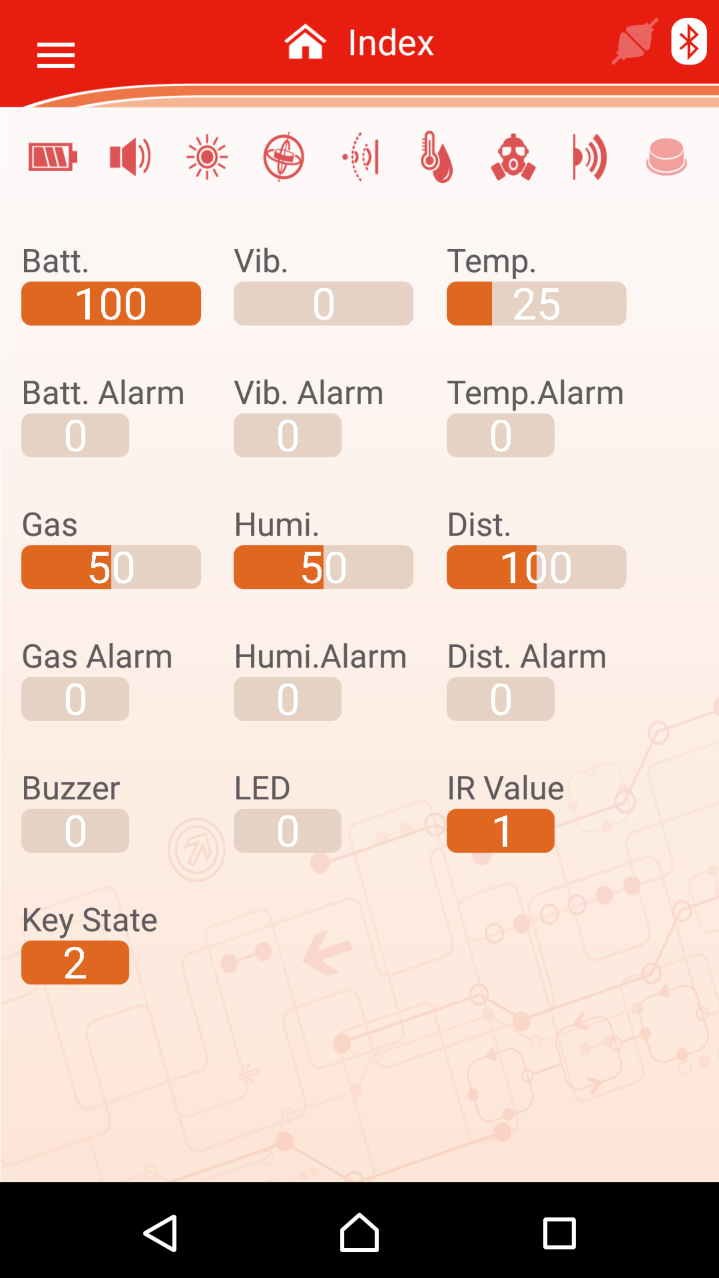 Index
Batt. Vib. Temp.
100 0 25
Batt. Alarm Vib. Alarm Temp.Alarm
0 0 0
Gas Humi. Dist.
50 50 100
Gas Alarm Humi.Alarm Dist. Alarm
0 0 0
Buzzer LED IR Value
0 0 1
Key State
2